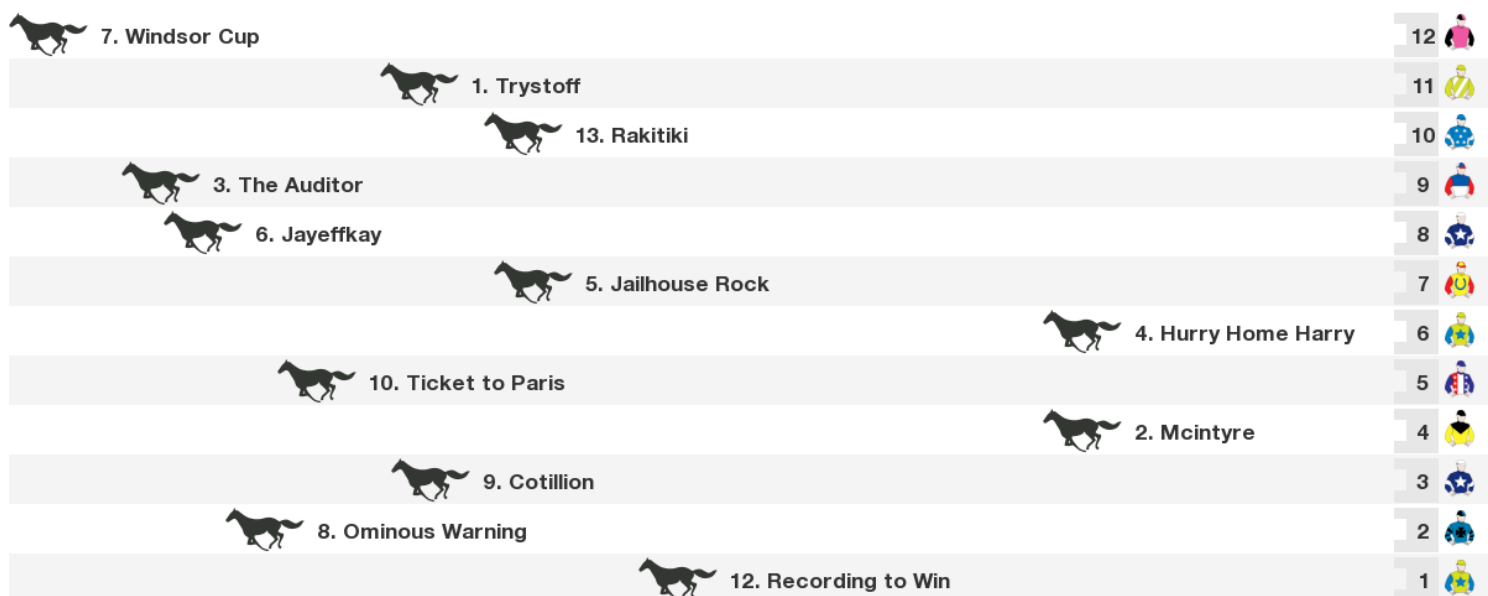 7. Windsor Cup 12
1. Trystoff 11
13. Rakitiki 10
3. The Auditor 9
6. Jayeffkay 8
5. Jailhouse Rock 7
4. Hurry Home Harry 6
10. Ticket to Paris 5
2. Mcintyre 4
9. Cotillion 3
8. Ominous Warning 2
12. Recording to Win 1